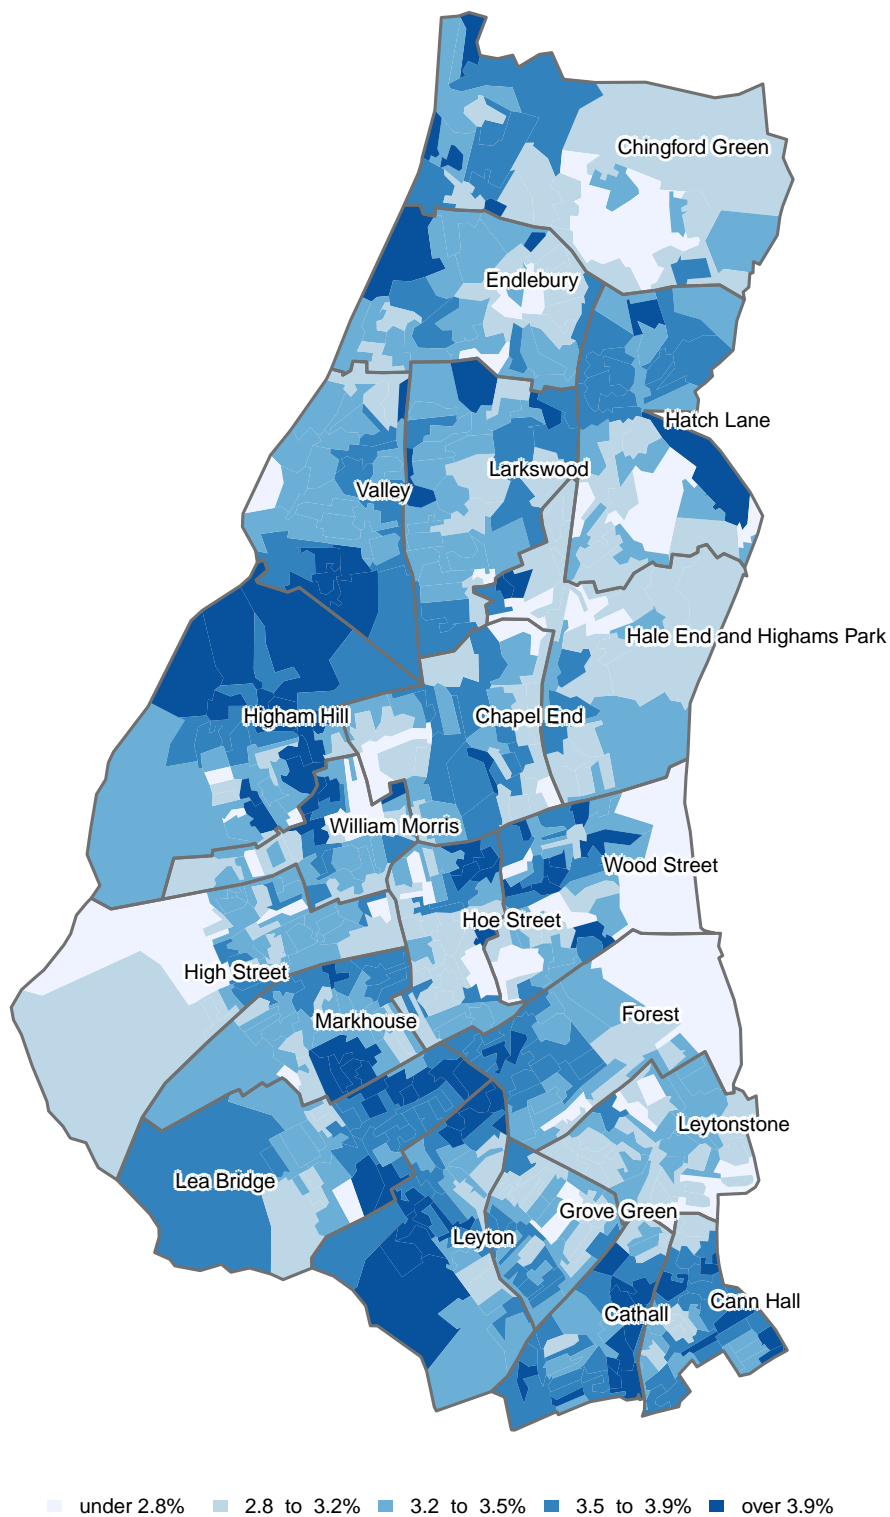 Chingford Green
Endlebury
Hatch Lane
Larkswood
Valley
Hale End and Highams Park
Higham Hill
Chapel End
William Morris
Wood Street
Hoe Street
High Street
Forest
Markhouse
Leytonstone
Lea Bridge
Grove Green
Leyton
Cann Hall
Cathall
under 2.8% 2.8 to 3.2% 3.2 to 3.5% 3.5 to 3.9% over 3.9%